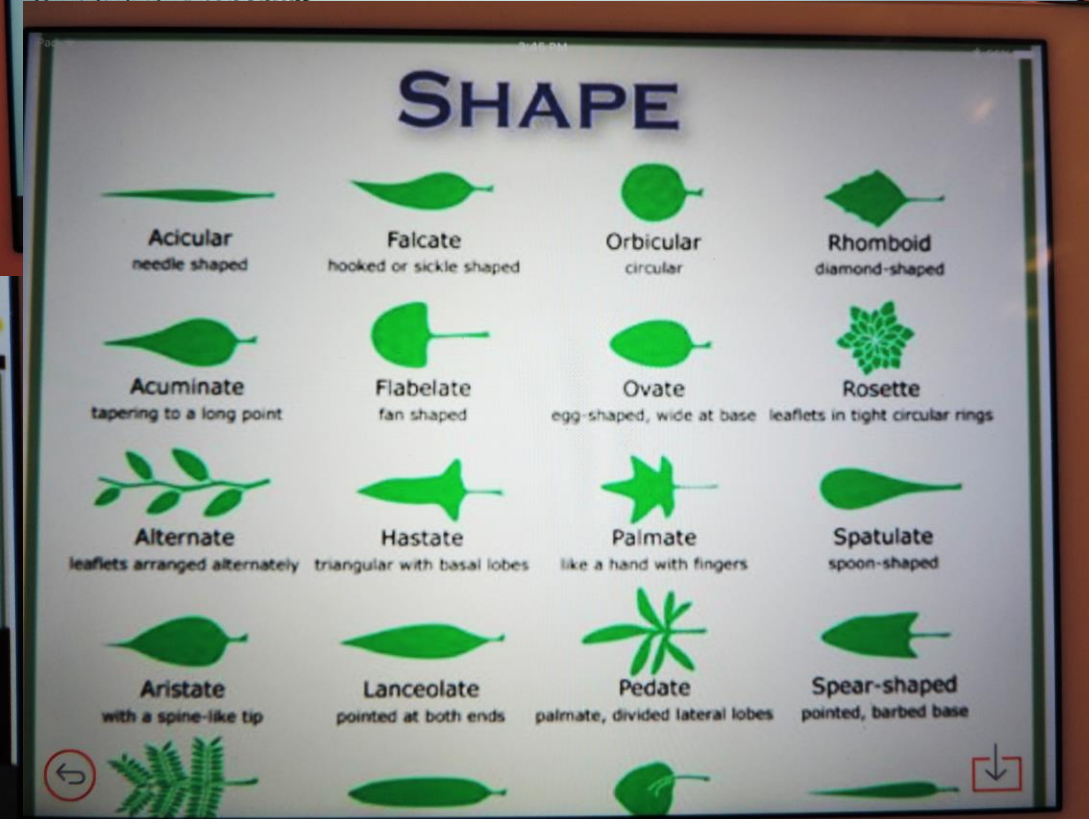 3:46 PM
SHAPE
Acicular
needle shaped
Falcate
hooked or sickle shaped
Orbicular
circular
Rhomboid
diamond-shaped
Acuminate
tapering to a long point
Flabelate
fan shaped
Ovate
egg-shaped, wide at base
Rosette
leaflets in tight circular rings
Alternate
leaflets arranged alternately
Hastate
triangular with basal lobes
Palmate
like a hand with fingers
Spatulate
spoon-shaped
Aristate
with a spine-like tip
Lanceolate
pointed at both ends
Pedate
palmate, divided lateral lobes
Spear-shaped
pointed, barbed base